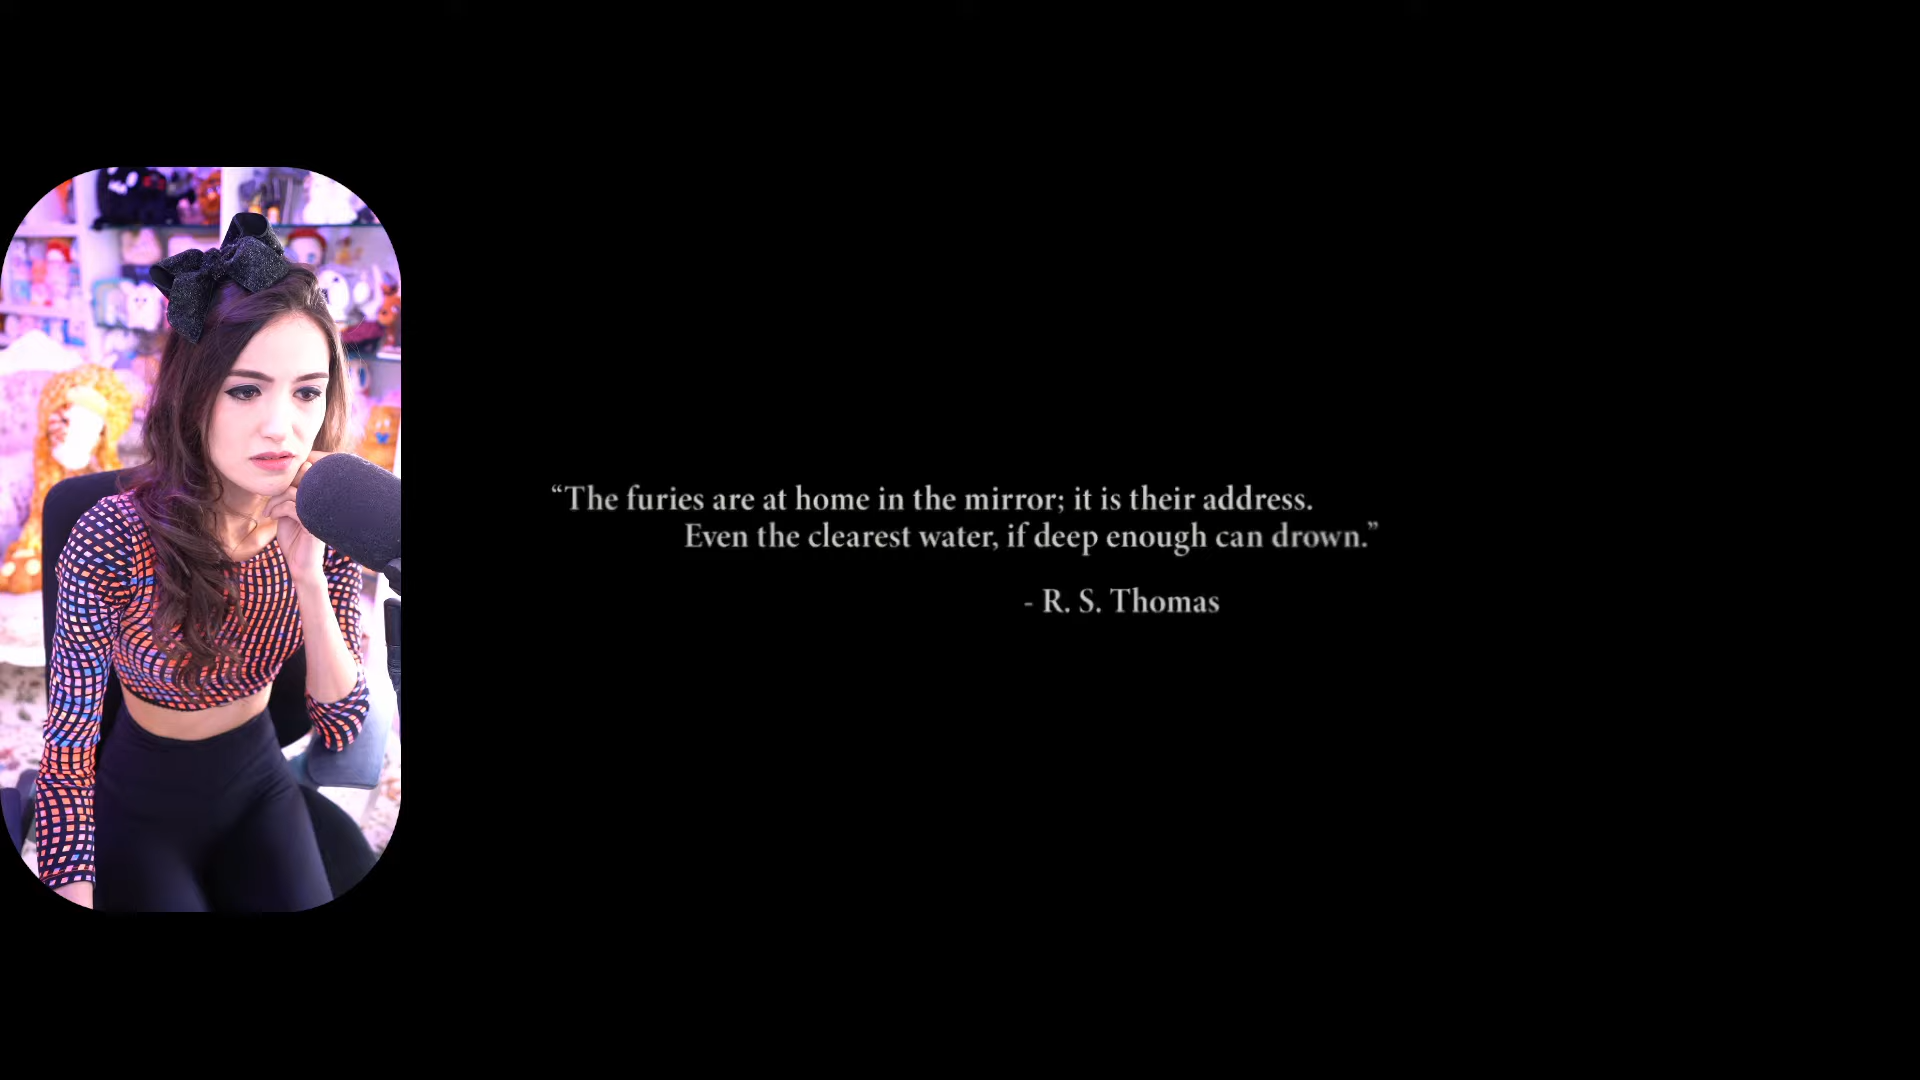 “The furies are at home in the mirror; it is their address.
Even the clearest water, if deep enough can drown.”
- R. S. Thomas